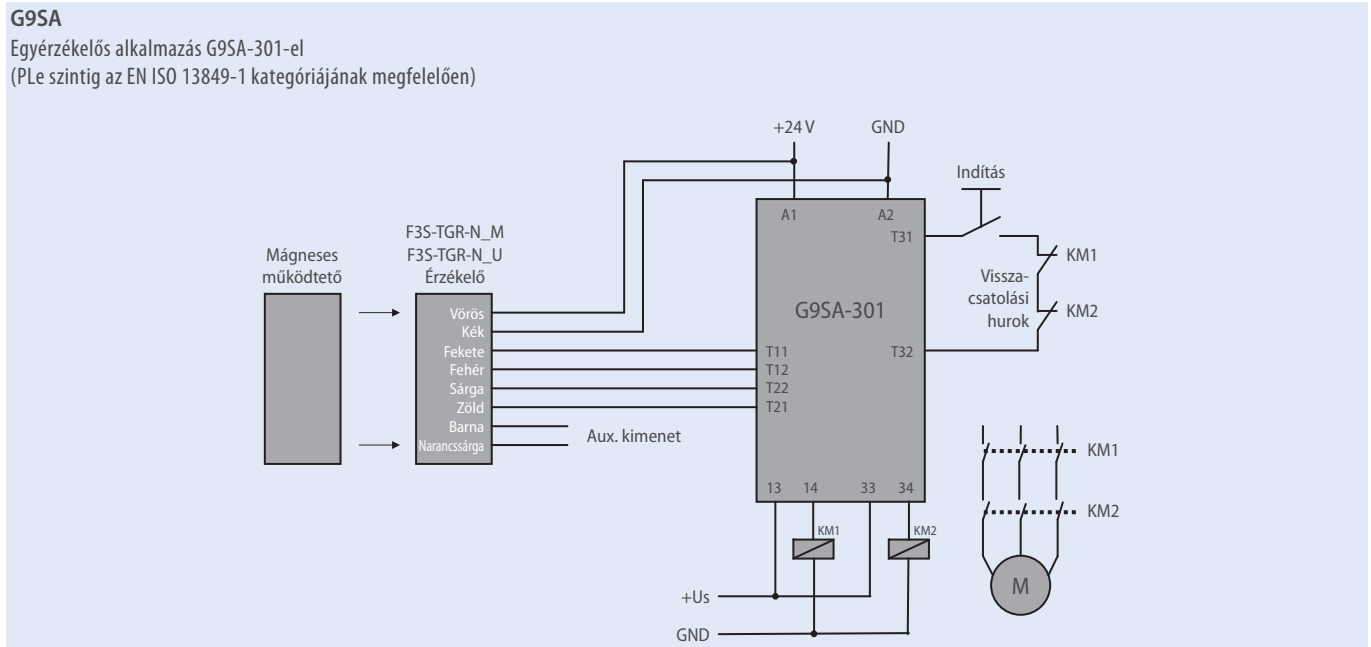 G9SA
Egyérzékelős alkalmazás G9SA-301-el
(PLe szintig az EN ISO 13849-1 kategóriájának megfelelően)
+24 V
GND
Indítás
A1
A2
T31
F3S-TGR-N_M
F3S-TGR-N_U
Érzékelő
Mágneses
működtető
KM1
Vissza-
csatolási
hurok
KM2
G9SA-301
Vörös
Kék
Fekete
Fehér
Sárga
Zöld
Barna
Narancssárga
T11
T12
T22
T21
T32
Aux. kimenet
13
14
33
34
KM1
KM2
KM1
KM2
M
+Us
GND